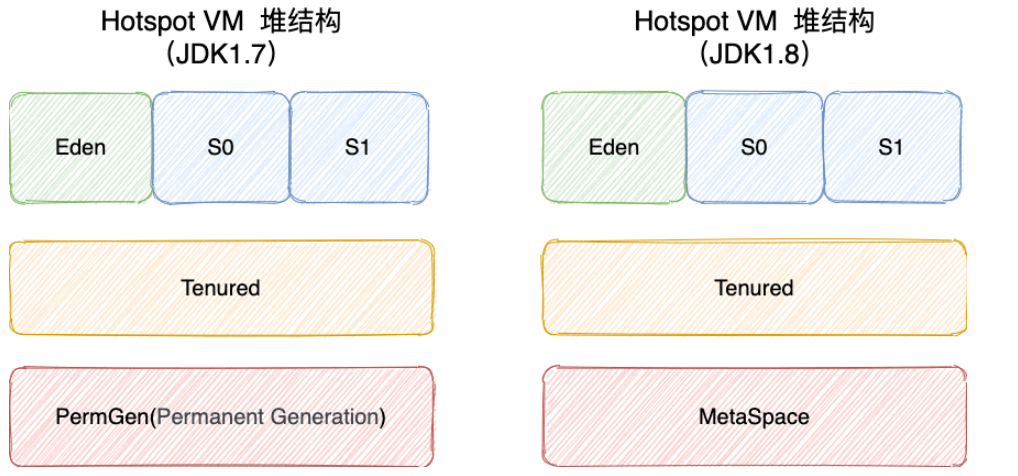 Hotspot VM 堆结构
（JDK1.7）
Eden
S0
S1
Tenured
PermGen(Permanent Generation)
Hotspot VM 堆结构
（JDK1.8）
Eden
S0
S1
Tenured
MetaSpace